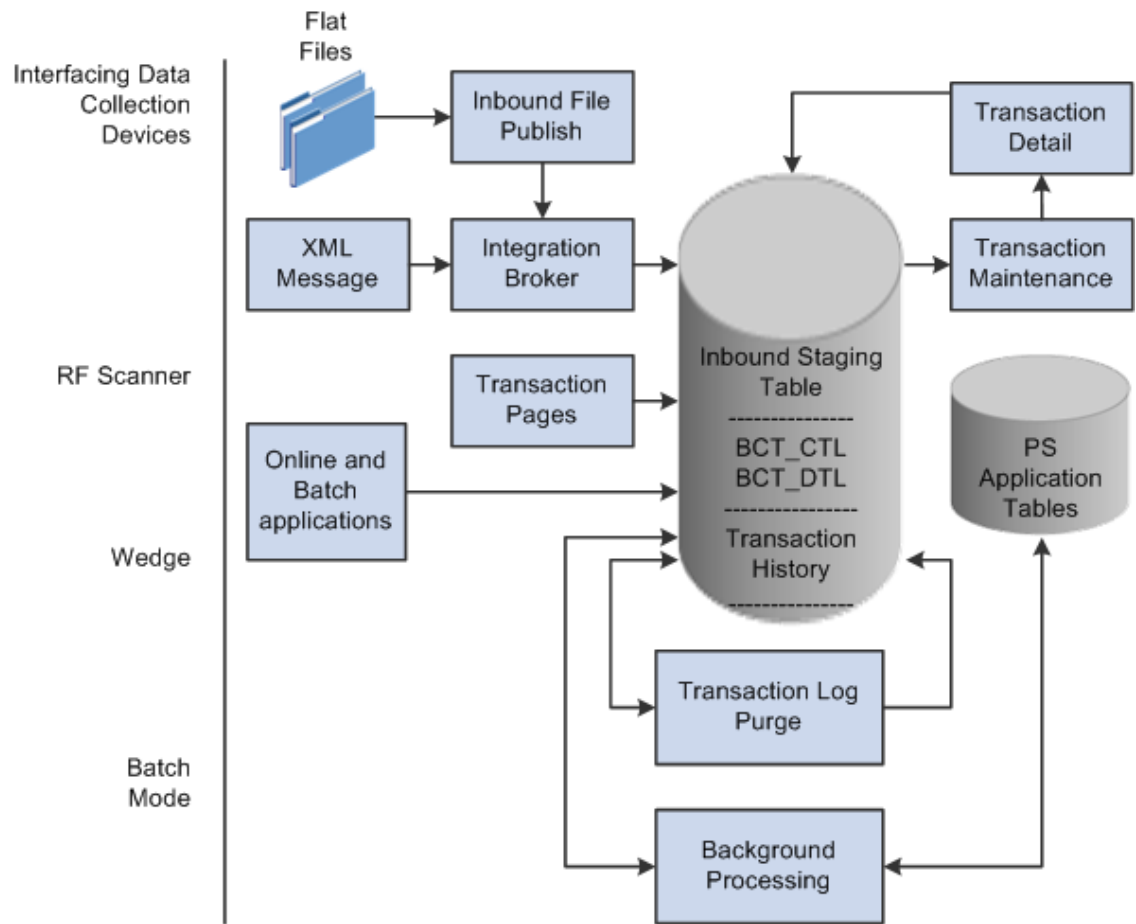 Flat
Files
Interfacing Data
Collection
Devices
Inbound File
Publish
Transaction
Detail
XML
Message
Integration
Broker
Transaction
Maintenance
RF Scanner
Transaction
Pages
Inbound Staging
Table
----------------
BCT_CTL
BCT_DTL
-----------------
Transaction
History
----------------
PS
Application
Tables
Online and
Batch
applications
Wedge
Transaction Log
Purge
Batch
Mode
Background
Processing